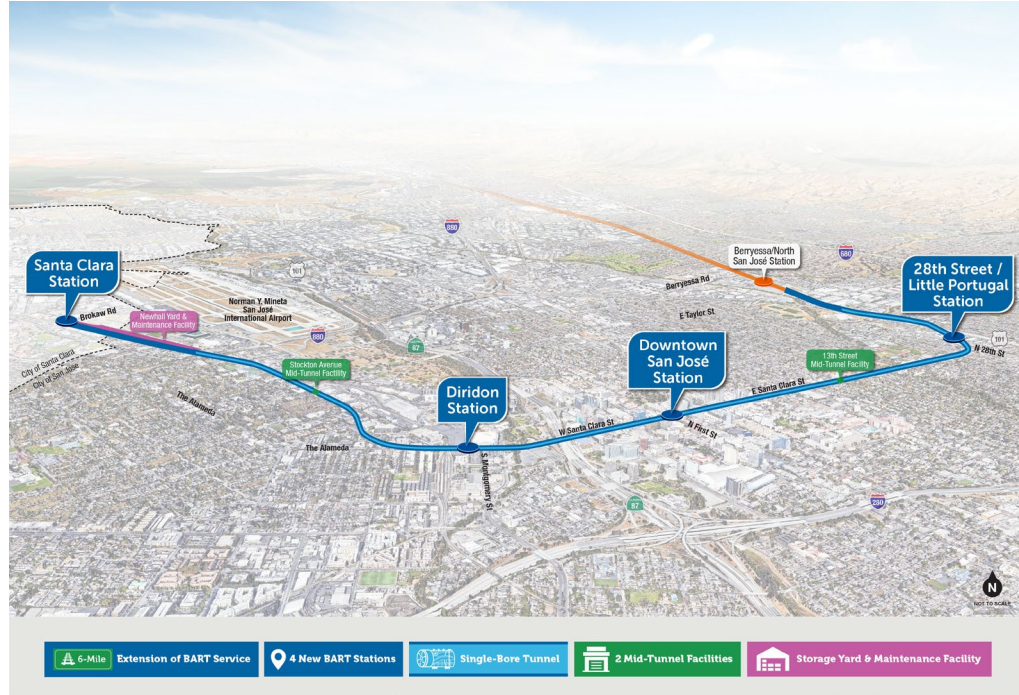 680
Berryessa/North
San José Station
680
28th Street /
Little Portugal
Station
Santa Clara
Station
101
Berryessa Rd
Norman Y. Mineta
San José
International Airport
Brokaw Rd
Newhall Yard &
Maintenance Facility
E Taylor St
880
87
101
N 28th St
Downtown
San José
Station
13th Street
Mid-Tunnel Facility
City of Santa Clara
City of San Jose
Stockton Avenue
Mid-Tunnel Facility
Diridon
Station
E Santa Clara St
The Alameda
W Santa Clara St
N First St
The Alameda
S Montgomery St
87
280
N
NOT TO SCALE
6-Mile
Extension of BART Service
4 New BART Stations
Single-Bore Tunnel
2 Mid-Tunnel Facilities
Storage Yard & Maintenance Facility